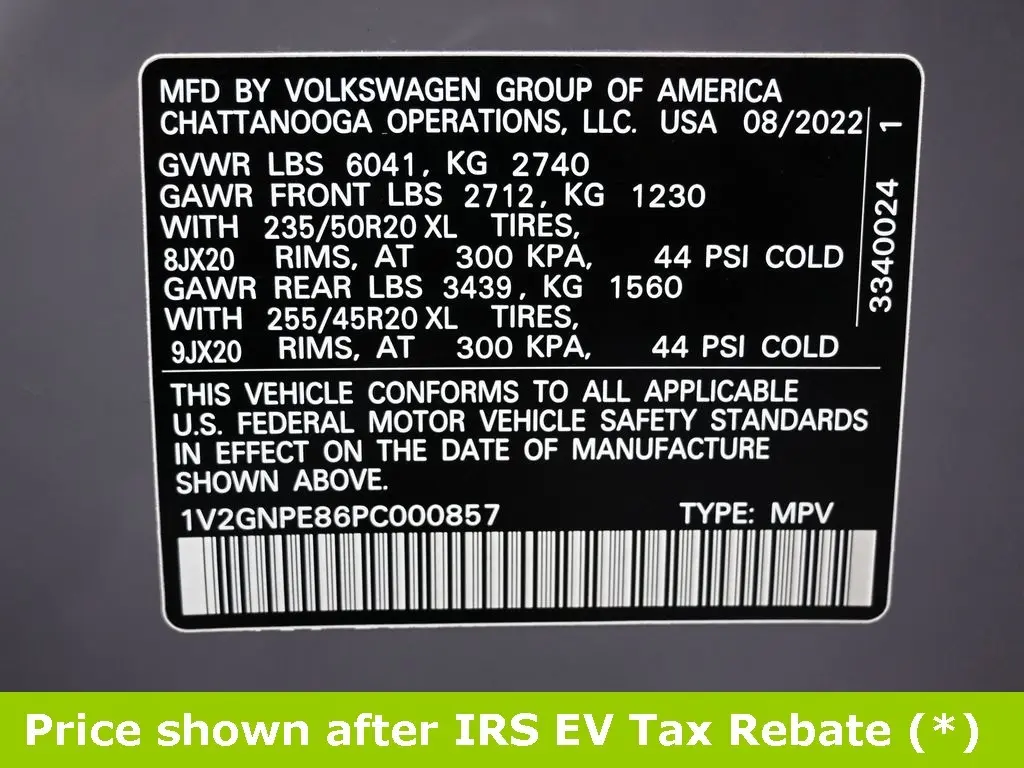 MFD BY VOLKSWAGEN GROUP OF AMERICA
CHATTANOOGA OPERATIONS, LLC. USA 08/2022
GVWR LBS 6041, KG 2740
GAWR FRONT LBS 2712, KG 1230
WITH 235/50R20 XL TIRES,
8JX20 RIMS, AT 300 KPA, 44 PSI COLD
GAWR REAR LBS 3439, KG 1560
WITH 255/45R20 XL TIRES,
9JX20 RIMS, AT 300 KPA, 44 PSI COLD
3340024 1
THIS VEHICLE CONFORMS TO ALL APPLICABLE
U.S. FEDERAL MOTOR VEHICLE SAFETY STANDARDS
IN EFFECT ON THE DATE OF MANUFACTURE
SHOWN ABOVE.
1V2GNPE86PC000857 TYPE: MPV
Price shown after IRS EV Tax Rebate (*)